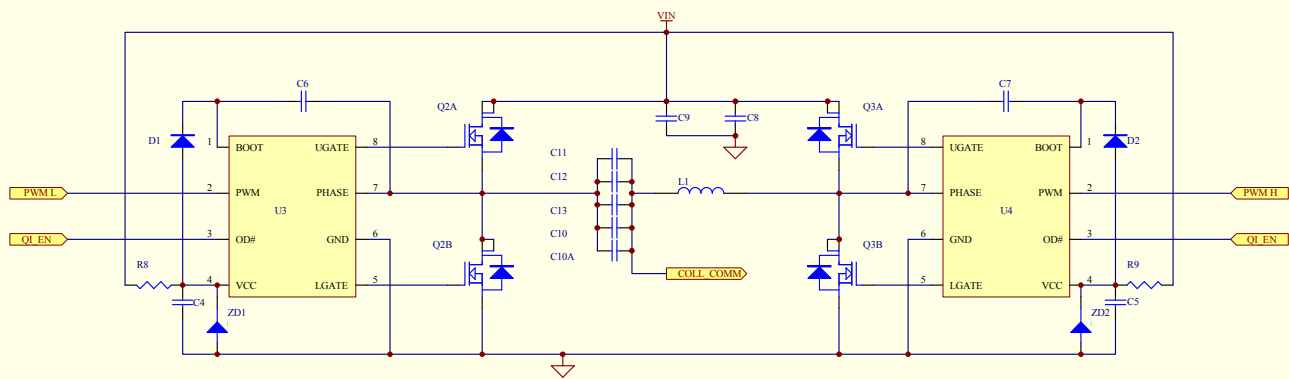 VIN
C6
C7
Q2A
Q3A
C9
C8
D1
D2
1
BOOT
UGATE
8
C11
8
UGATE
BOOT
1
C12
L1
PWM L
2
PWM
PHASE
7
7
PHASE
PWM
2
PWM H
U3
C13
U4
C10
QI_EN
3
OD#
GND
6
Q2B
Q3B
6
GND
OD#
3
QI_EN
C10A
R8
COLL_COMM
R9
4
VCC
LGATE
5
5
LGATE
VCC
4
C4
C5
ZD1
ZD2